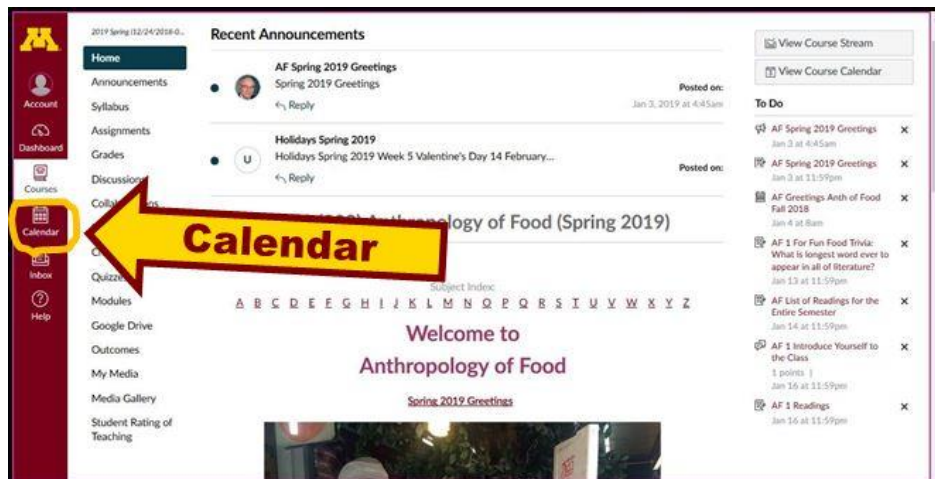 M
Account
Dashboard
Courses
Calendar
Inbox
Help
2019 Spring (12/24/2018-0...
Home
Announcements
Syllabus
Assignments
Grades
Discussions
Quizzes
Modules
Google Drive
Outcomes
My Media
Media Gallery
Student Rating of
Teaching
Calendar
Recent Announcements
AF Spring 2019 Greetings
Spring 2019 Greetings
Posted on:
Reply
Jan 3, 2019 at 4:45am
U
Holidays Spring 2019
Holidays Spring 2019 Week 5 Valentine's Day 14 February...
Posted on:
Reply
Anthropology of Food (Spring 2019)
Subject Index:
A B C D E F G H I J K L M N O P Q R S T U V W X Y Z
Welcome to
Anthropology of Food
Spring 2019 Greetings
View Course Stream
View Course Calendar
To Do
AF Spring 2019 Greetings
Jan 3 at 4:45am
AF Spring 2019 Greetings
Jan 3 at 11:59pm
AF Greetings Anth of Food
Fall 2018
Jan 4 at 8am
AF 1 For Fun Food Trivia:
What is longest word ever to
appear in all of literature?
Jan 13 at 11:59pm
AF List of Readings for the
Entire Semester
Jan 14 at 11:59pm
AF 1 Introduce Yourself to
the Class
1 points |
Jan 16 at 11:59pm
AF 1 Readings
Jan 16 at 11:59pm